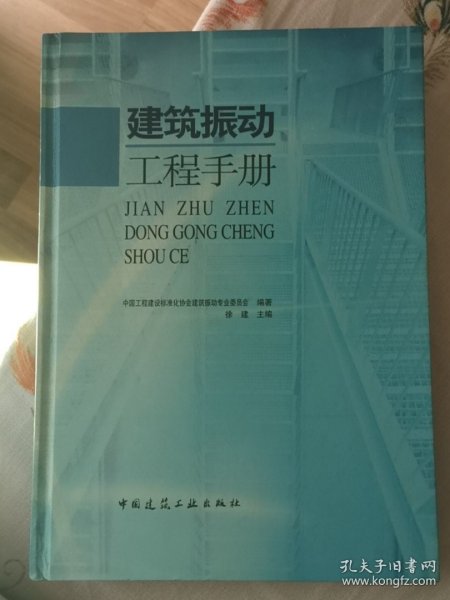 建筑振动
工程手册
JIAN ZHU ZHEN
DONG GONG CHENG
SHOU CE
中国工程建设标准化协会建筑振动专业委员会 编著
徐 建 主编
中国建筑工业出版社
孔夫子旧书网
www.kongfz.com